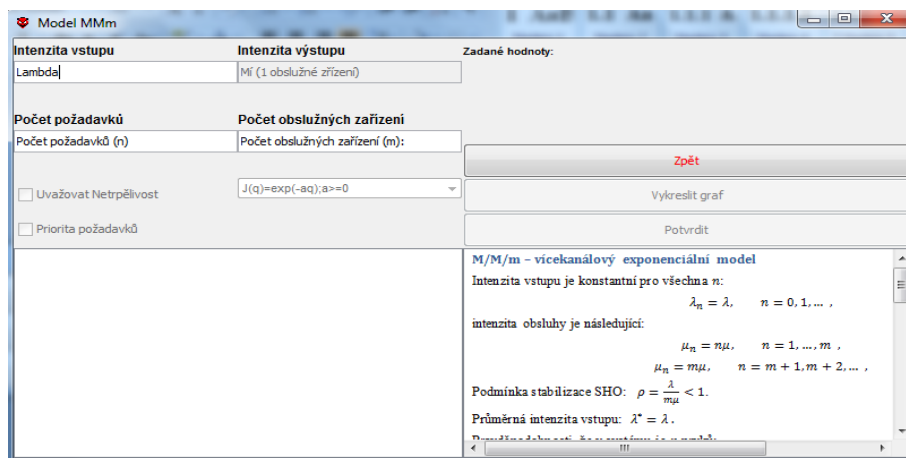 Model MMm
Intenzita vstupu
Intenzita výstupu
Zadané hodnoty:
Lambda
Mí (1 obslužné zřízení)
Počet požadavků
Počet obslužných zařízení
Počet požadavků (n)
Počet obslužných zařízení (m):
Zpět
Uvažovat Netrpělivost
J(q)=exp(-aq);a>=0
Vykreslit graf
Priorita požadavků
Potvrdit
M/M/m – vícekanálový exponenciální model
Intenzita vstupu je konstantní pro všechna n:
λₙ = λ, n = 0, 1, … ,
intenzita obsluhy je následující:
μₙ = nμ, n = 1, … , m ,
μₙ = mμ, n = m + 1, m + 2, … ,
Podmínka stabilizace SHO: ρ = λ/mμ < 1.
Průměrná intenzita vstupu: λ* = λ .